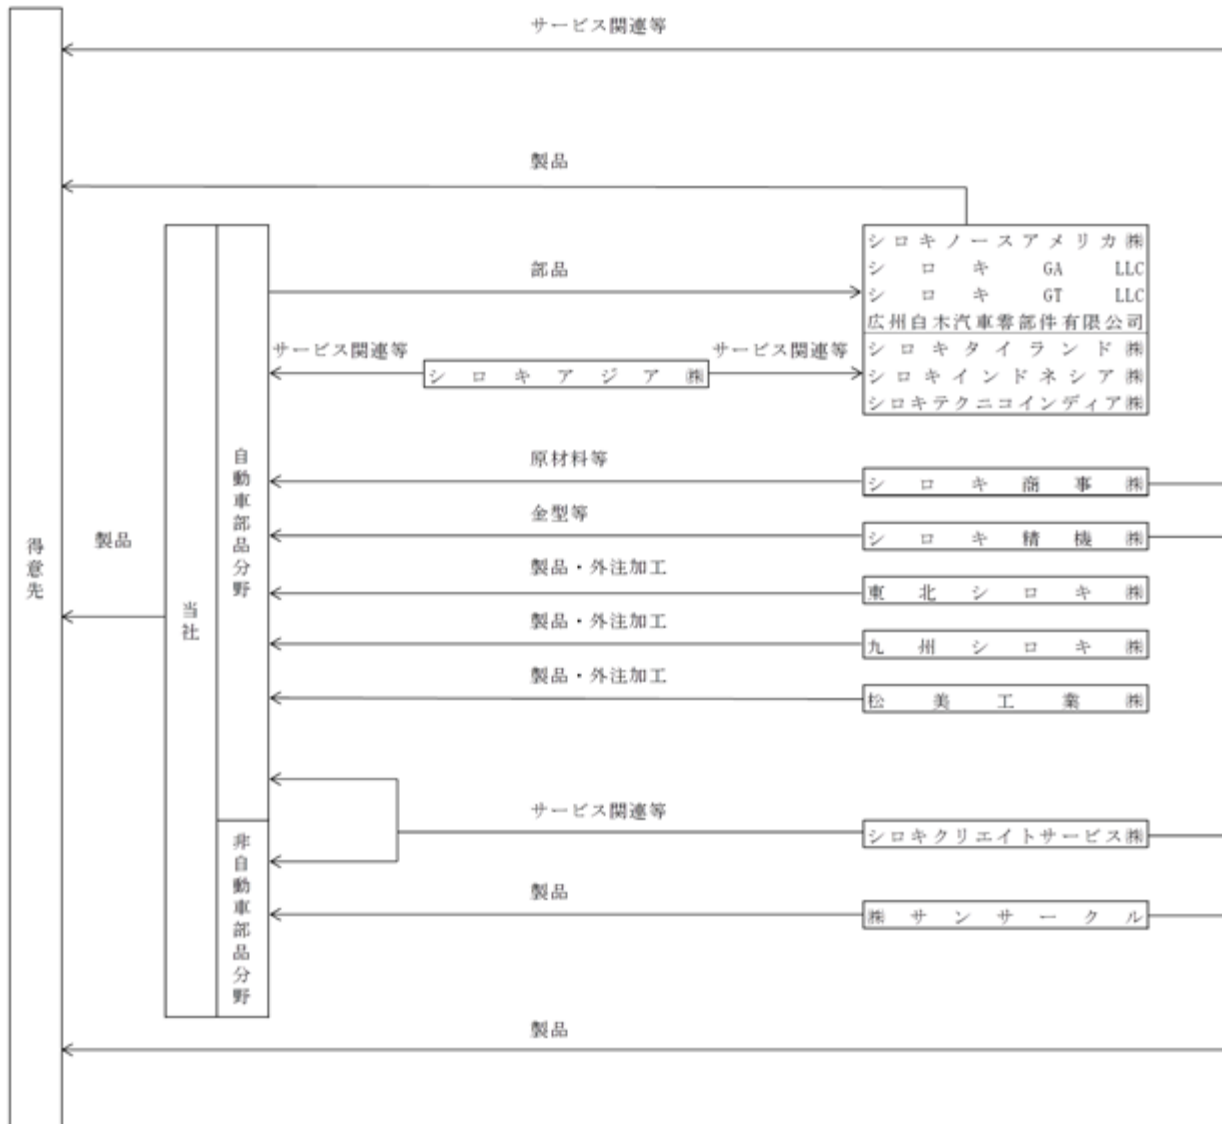 サービス関連等
製品
シロキノースアメリカ㈱
部品
シロキ GA LLC
シロキ GT LLC
広州白木汽車零部件有限公司
サービス関連等
サービス関連等
シロキタイランド㈱
シロキアジア㈱
シロキインドネシア㈱
シロキテクニコインディア㈱
自動車部品分野
原材料等
シロキ商事㈱
金型等
シロキ精機㈱
得意先
製品
製品・外注加工
東北シロキ㈱
当社
製品・外注加工
九州シロキ㈱
製品・外注加工
松美工業㈱
サービス関連等
シロキクリエイトサービス㈱
非自動車部品分野
製品
㈱サンサークル
製品